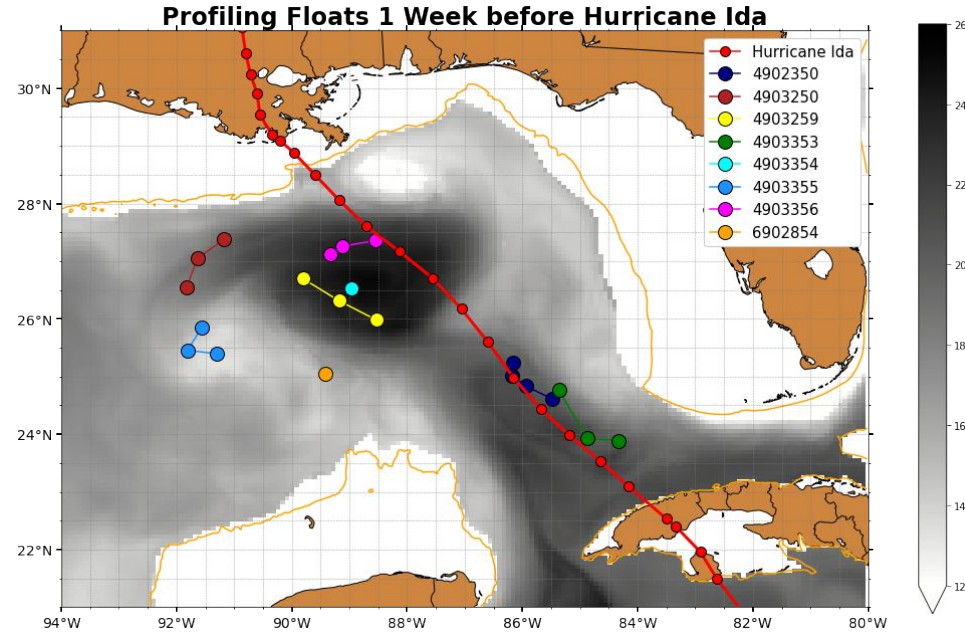 Profiling Floats 1 Week before Hurricane Ida
Hurricane Ida
4902350
4903250
4903259
4903353
4903354
4903355
4903356
6902854
30°N
28°N
26°N
24°N
22°N
94°W 92°W 90°W 88°W 86°W 84°W 82°W 80°W
26
24
22
20
18
16
14
12